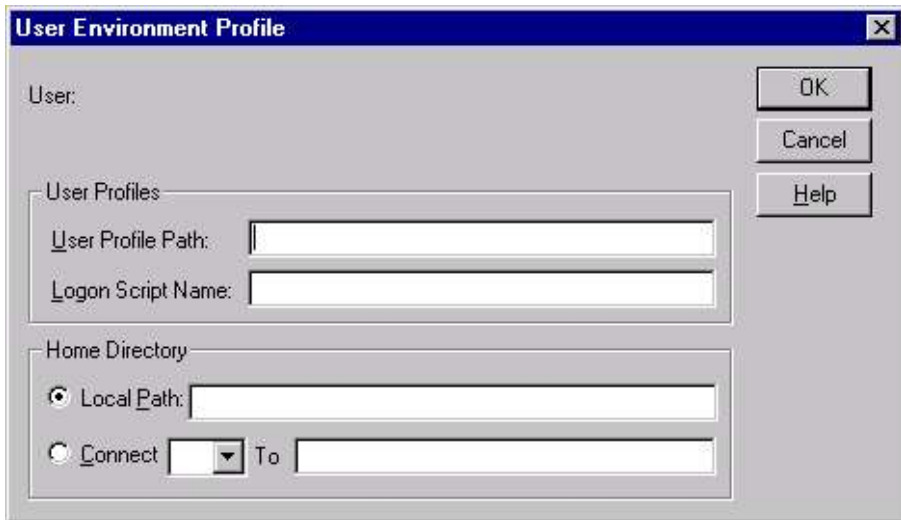 User Environment Profile
User:
OK
Cancel
Help
User Profiles
User Profile Path:
Logon Script Name:
Home Directory
Local Path:
Connect To